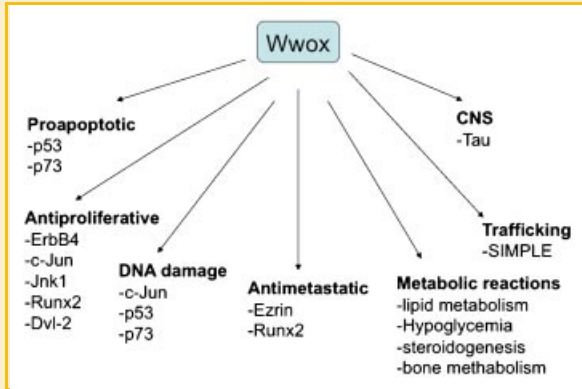 Wwox
Proapoptotic
-p53
-p73
CNS
-Tau
Antiproliferative
-ErbB4
-c-Jun
-Jnk1
-Runx2
-Dvl-2
DNA damage
-c-Jun
-p53
-p73
Antimetastatic
-Ezrin
-Runx2
Trafficking
-SIMPLE
Metabolic reactions
-lipid metabolism
-Hypoglycemia
-steroidogenesis
-bone methabolism